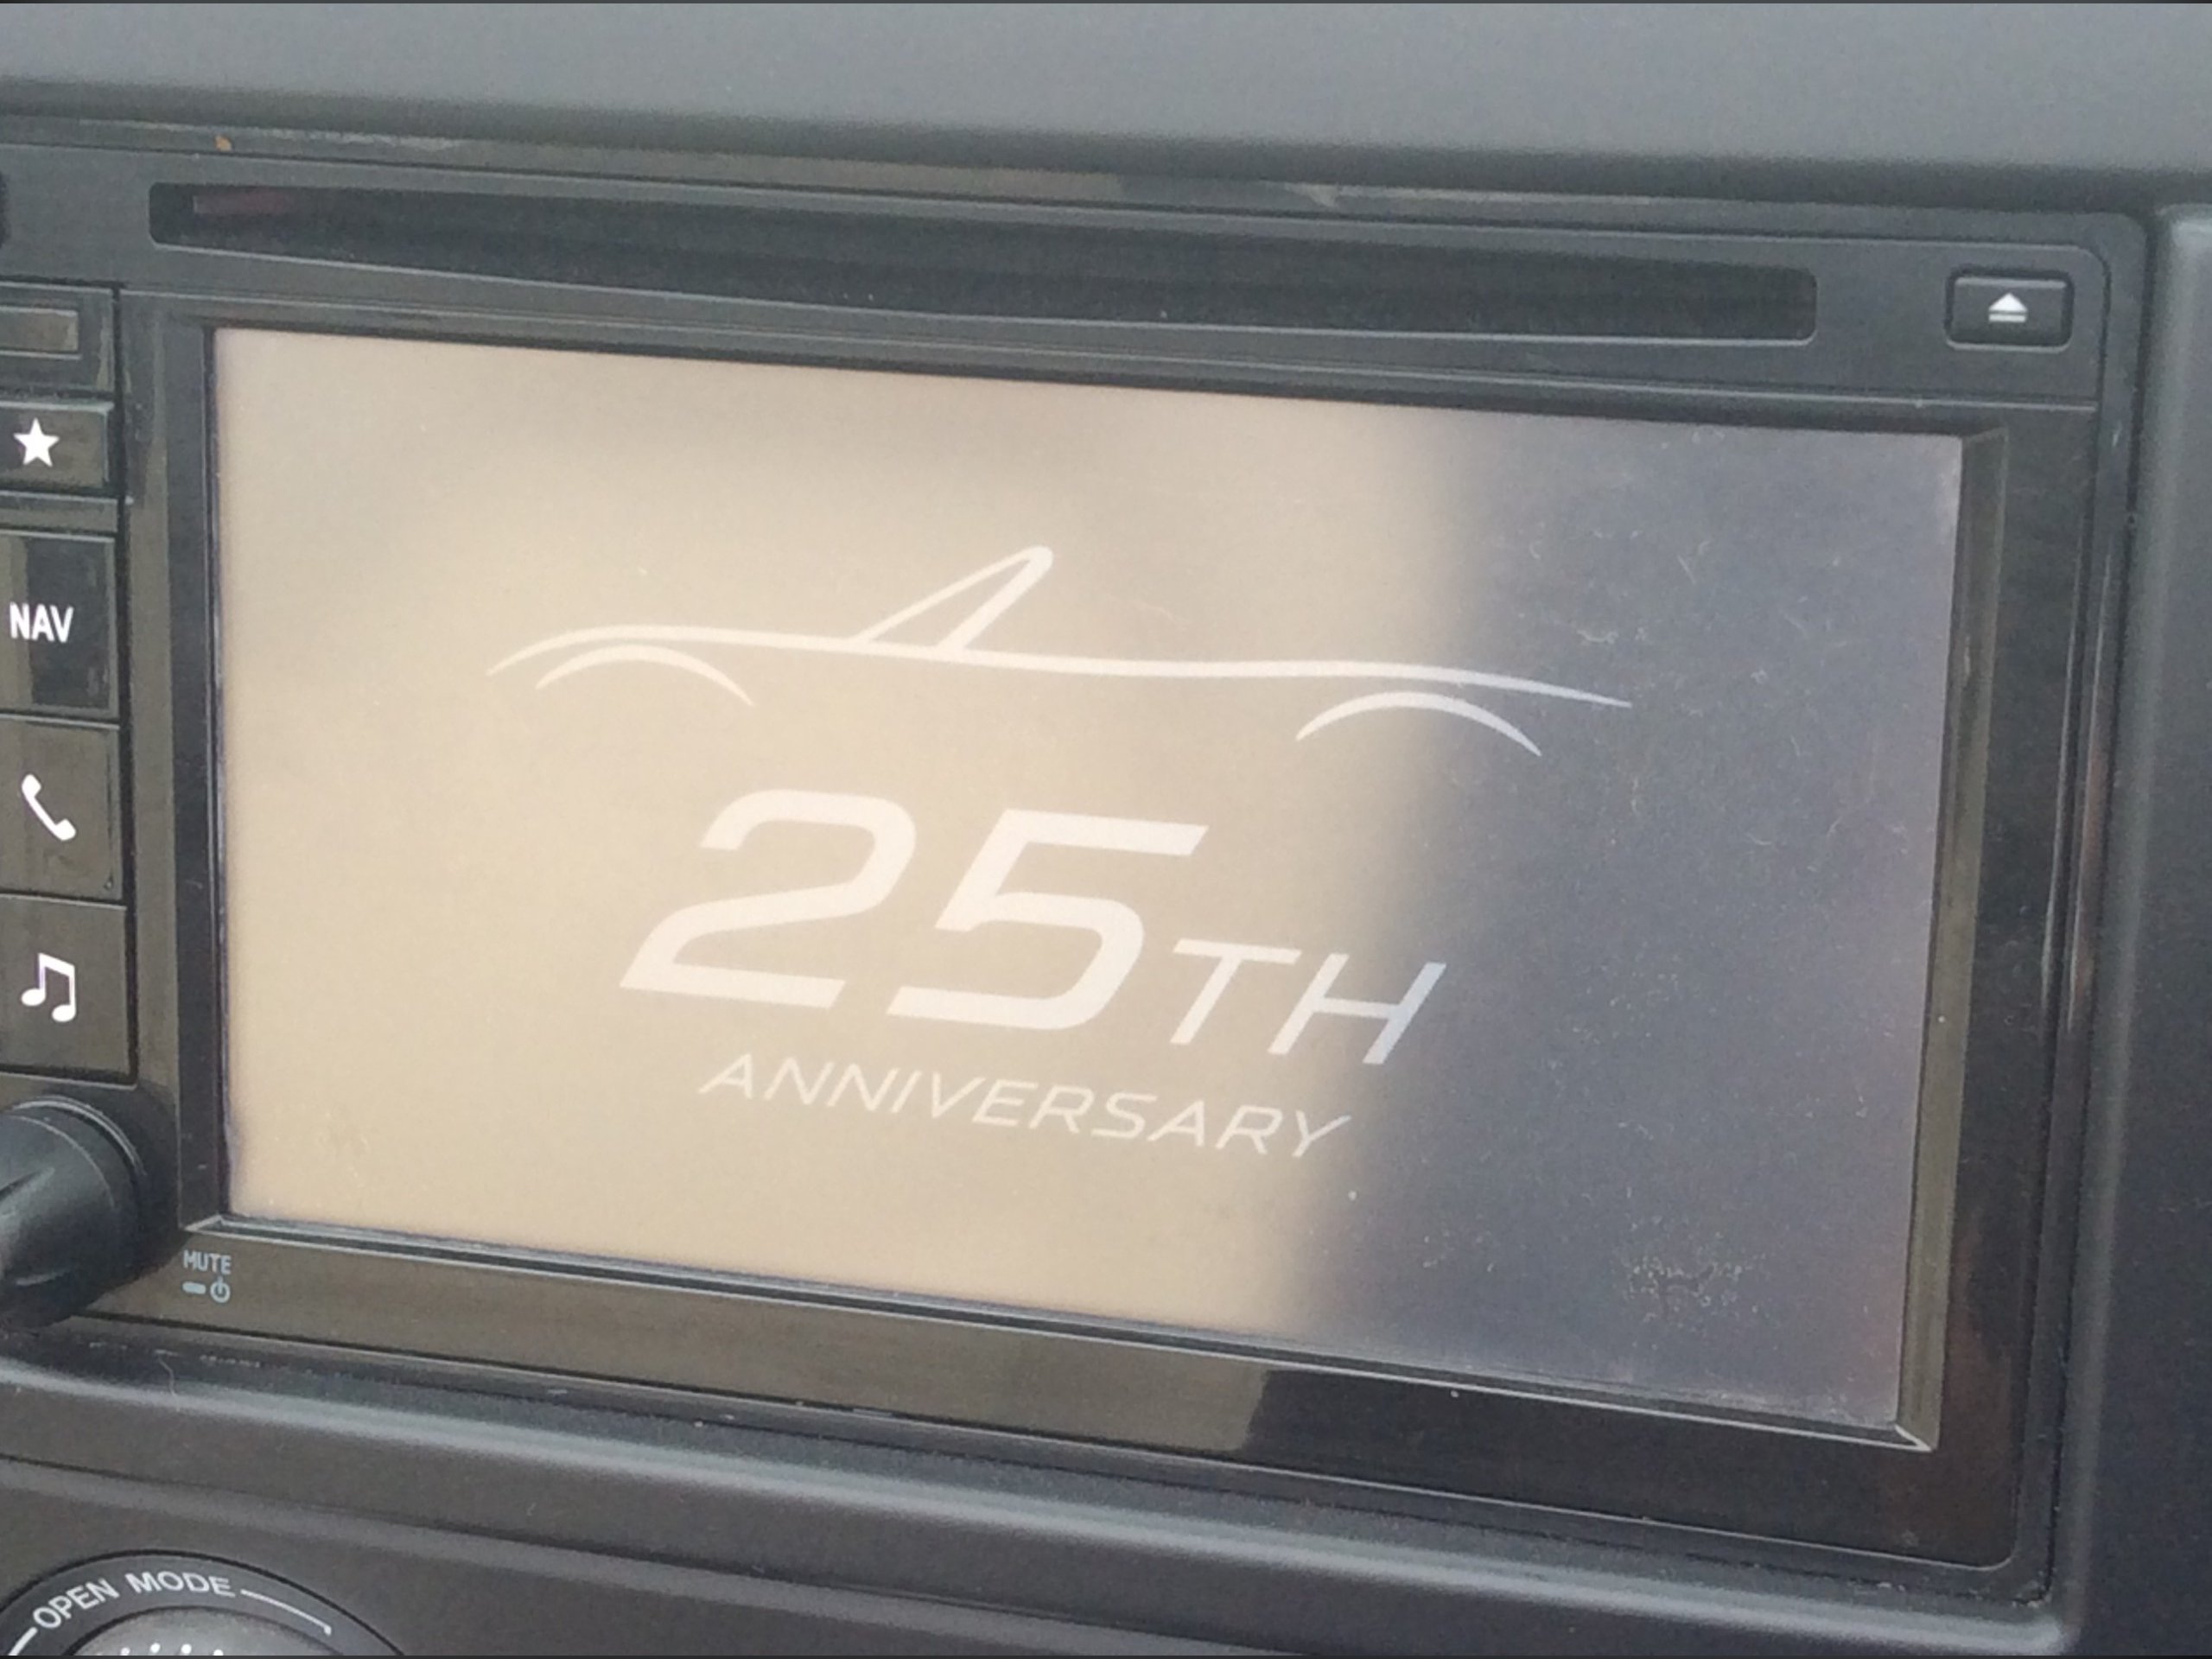 NAV
25TH
ANNIVERSARY
MUTE
OPEN MODE